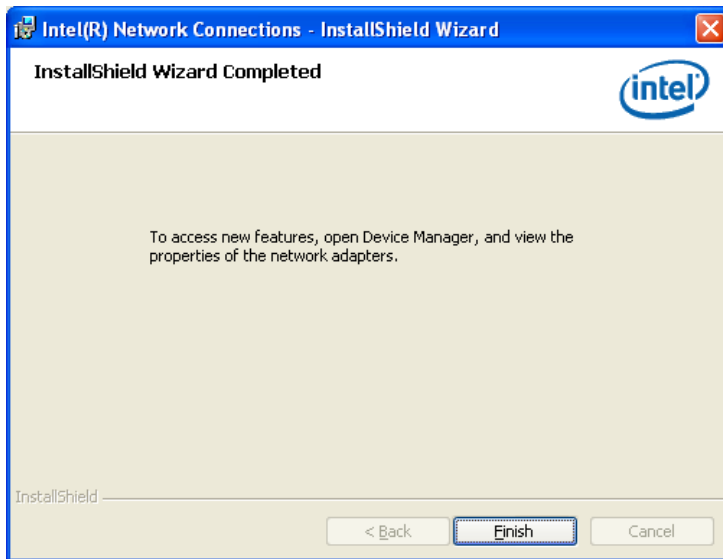 Intel(R) Network Connections - InstallShield Wizard
InstallShield Wizard Completed
intel
To access new features, open Device Manager, and view the
properties of the network adapters.
InstallShield
< Back
Finish
Cancel